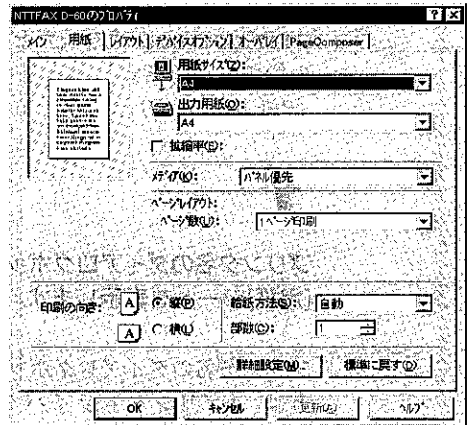 NTTFAX D-60のプロパティ
メイン 用紙 レイアウト デバイスオプション オーバレイ PageComposer
用紙サイズ(Z):
A4
出力用紙(O):
A4
拡縮率(E):
メディア(K): パネル優先
ページレイアウト:
ページ数(U): 1ページ印刷
印刷の向き: A 縦(P) 給紙方法(S): 自動
A 横(L) 部数(C): 1
詳細設定(M)... 標準に戻す(D)
OK キャンセル 更新(A) ヘルプ